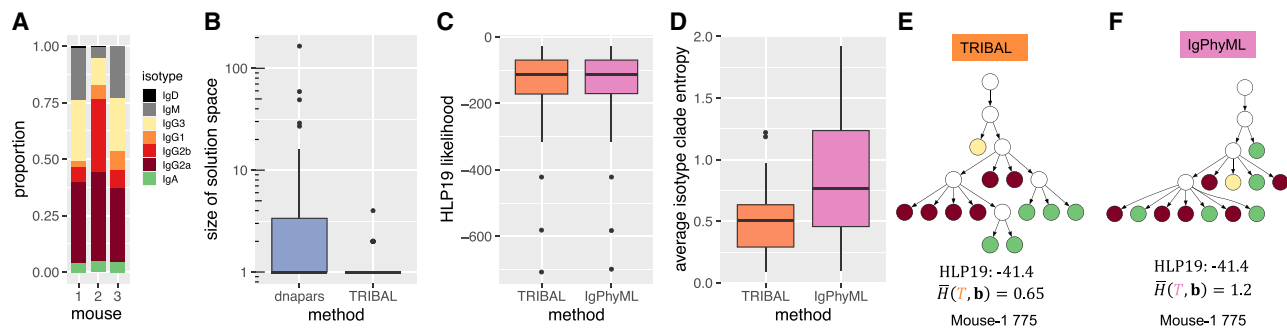 A
1.00
0.75
0.50
0.25
0.00
proportion
1 2 3
mouse
isotype
IgD
IgM
IgG3
IgG1
IgG2b
IgG2a
IgA
B
size of solution space
100
10
1
dnapars TRIBAL
method
C
HLP19 likelihood
0
−200
−400
−600
TRIBAL IgPhyML
method
D
average isotype clade entropy
2.0
1.5
1.0
0.5
0.0
TRIBAL IgPhyML
method
E
TRIBAL
HLP19: -41.4
H̅(T, b) = 0.65
Mouse-1 775
F
IgPhyML
HLP19: -41.4
H̅(T, b) = 1.2
Mouse-1 775